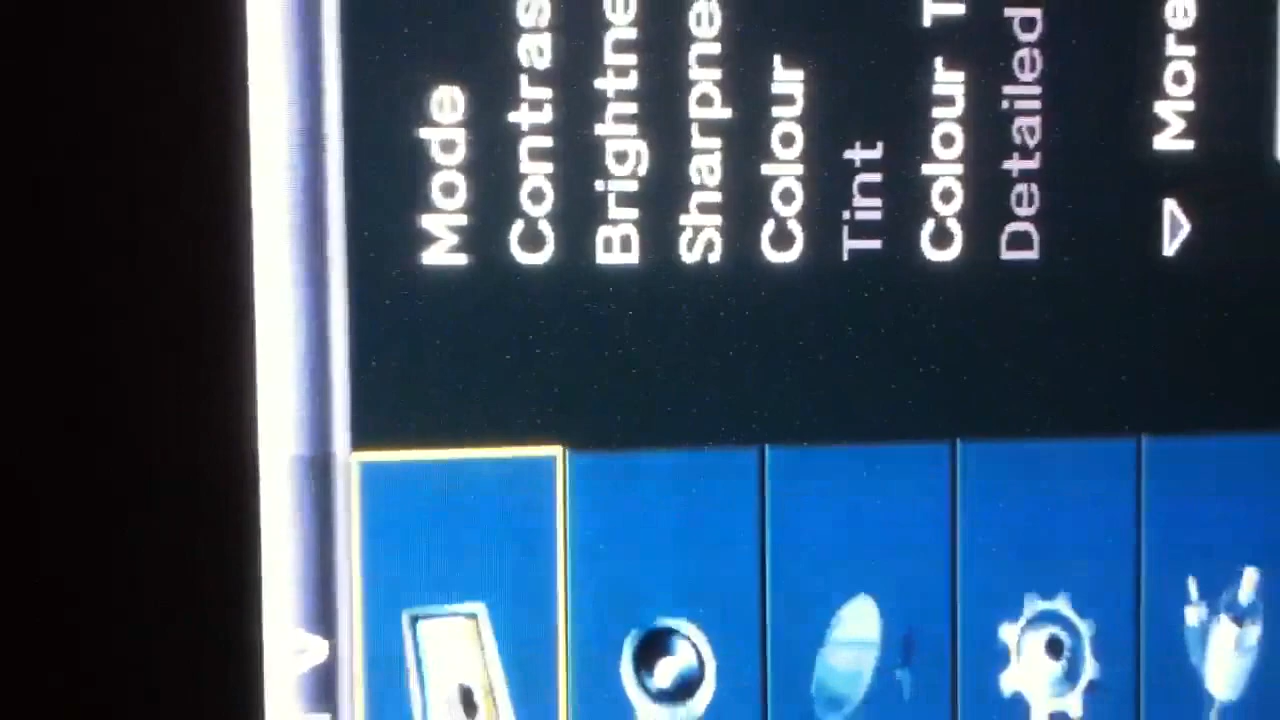 Mode
Contras
Brightne
Sharpne
Colour
Tint
Colour T
Detailed
More